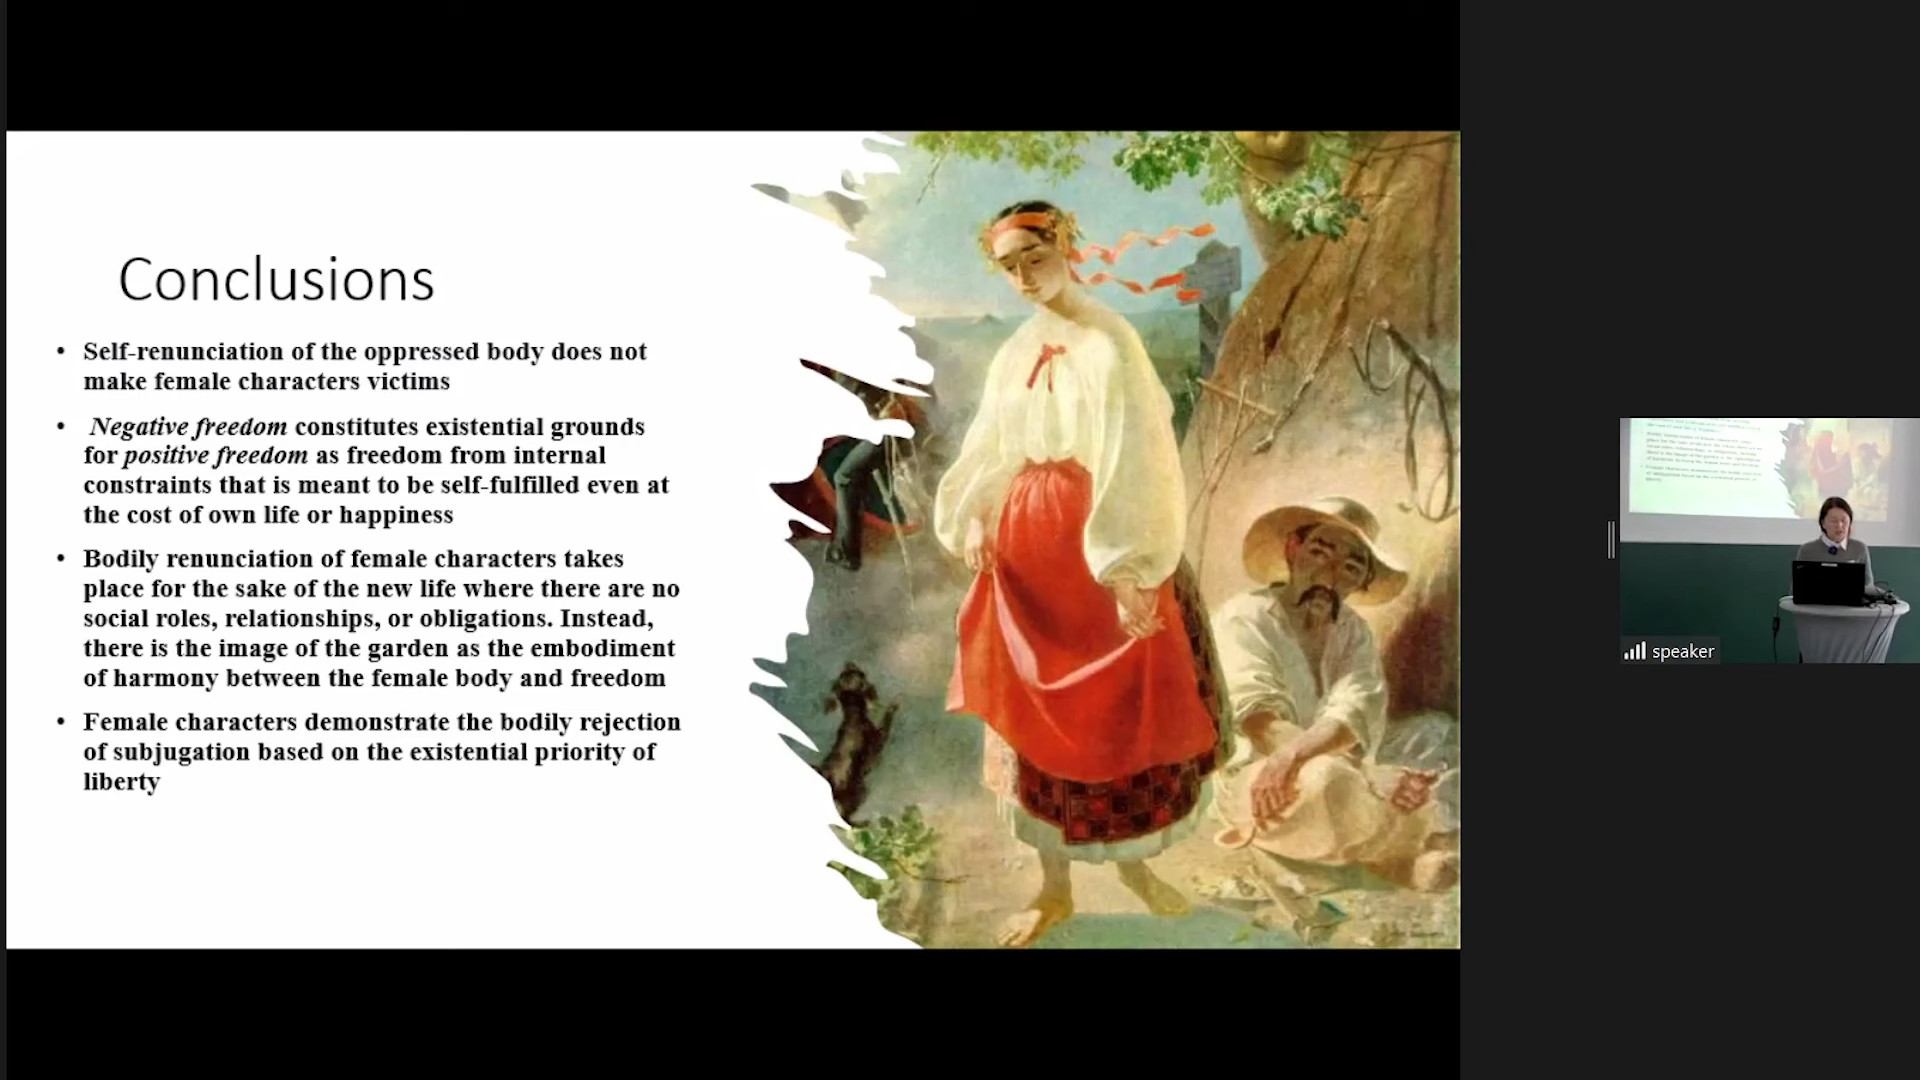 Conclusions
• Self-renunciation of the oppressed body does not
make female characters victims
• Negative freedom constitutes existential grounds
for positive freedom as freedom from internal
constraints that is meant to be self-fulfilled even at
the cost of own life or happiness
• Bodily renunciation of female characters takes
place for the sake of the new life where there are no
social roles, relationships, or obligations. Instead,
there is the image of the garden as the embodiment
of harmony between the female body and freedom
• Female characters demonstrate the bodily rejection
of subjugation based on the existential priority of
liberty
speaker